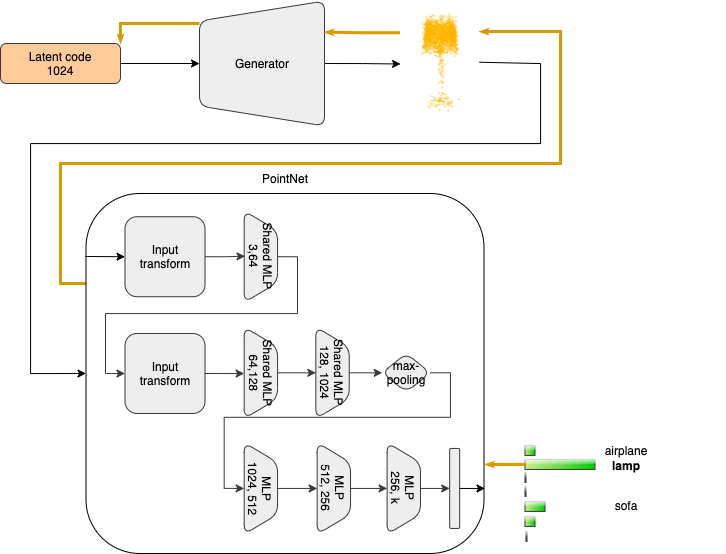 Latent code
1024
Generator
PointNet
Input
transform
Shared MLP
3,64
Input
transform
Shared MLP
64,128
Shared MLP
128, 1024
max-
pooling
MLP
1024, 512
MLP
512, 256
MLP
256, k
airplane
lamp
sofa